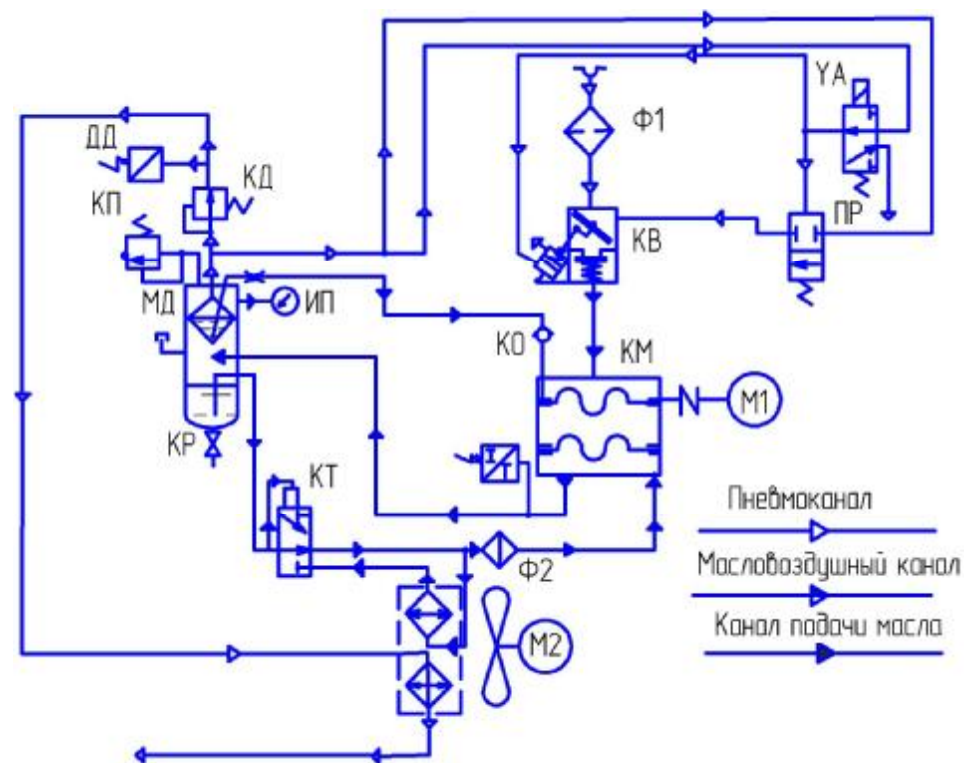 YA
ДД
Ф1
КД
КП
ПР
КВ
МД
ИП
КО
КМ
М1
КР
КТ
I
T
Пневмоканал
Ф2
Масловоздушный канал
Канал подачи масла
М2